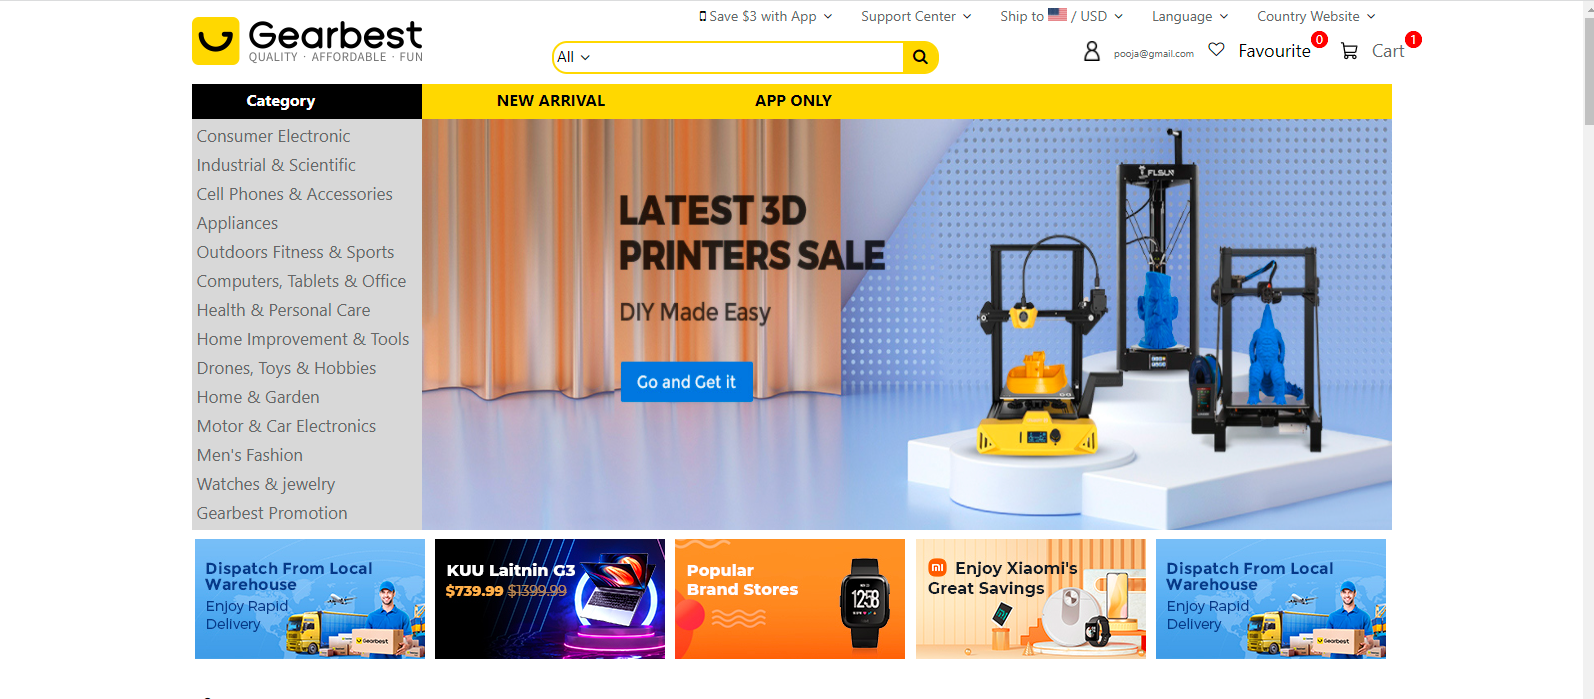 Save $3 with App
Support Center
Ship to / USD
Language
Country Website
Gearbest
QUALITY · AFFORDABLE · FUN
All
pooja@gmail.com
Favourite 0
Cart 1
Category
NEW ARRIVAL
APP ONLY
Consumer Electronic
Industrial & Scientific
Cell Phones & Accessories
Appliances
Outdoors Fitness & Sports
Computers, Tablets & Office
Health & Personal Care
Home Improvement & Tools
Drones, Toys & Hobbies
Home & Garden
Motor & Car Electronics
Men's Fashion
Watches & jewelry
Gearbest Promotion
LATEST 3D
PRINTERS SALE
DIY Made Easy
Go and Get it
FLSUN
Dispatch From Local
Warehouse
Enjoy Rapid
Delivery
Gearbest
KUU Laitnin G3
$739.99 $1399.99
Popular
Brand Stores
12:58
mi Enjoy Xiaomi's
Great Savings
Dispatch From Local
Warehouse
Enjoy Rapid
Delivery
Gearbest